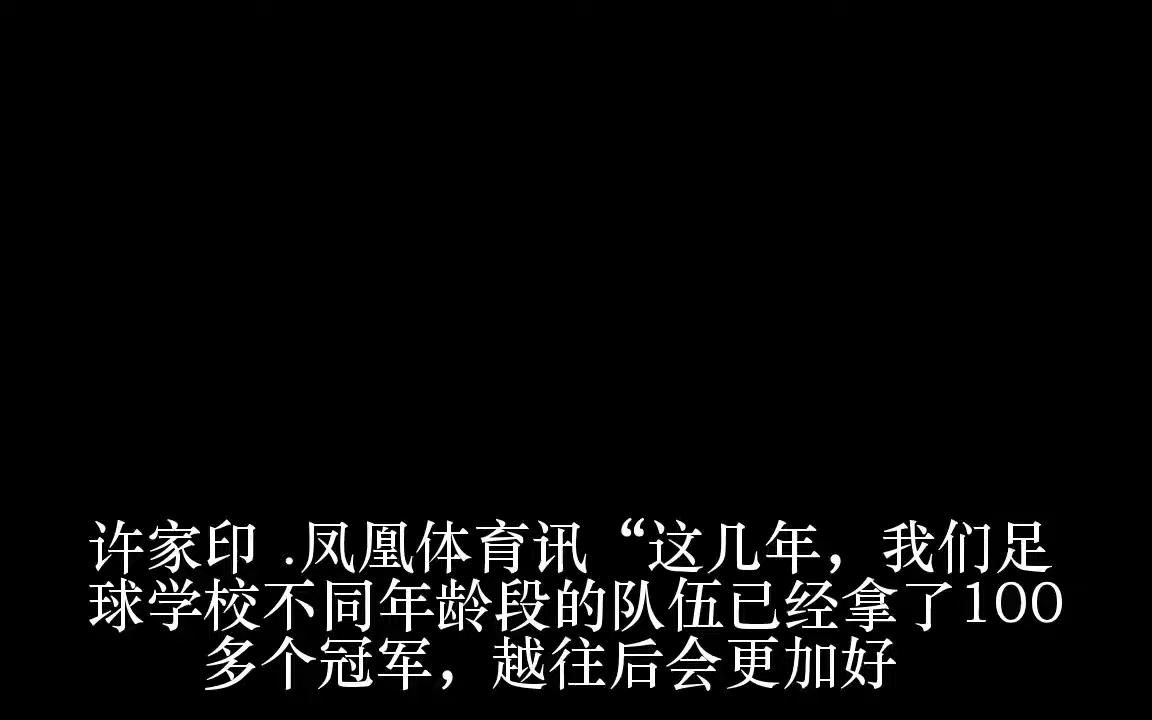 许家印 .凤凰体育讯“这几年，我们足
球学校不同年龄段的队伍已经拿了100
多个冠军，越往后会更加好